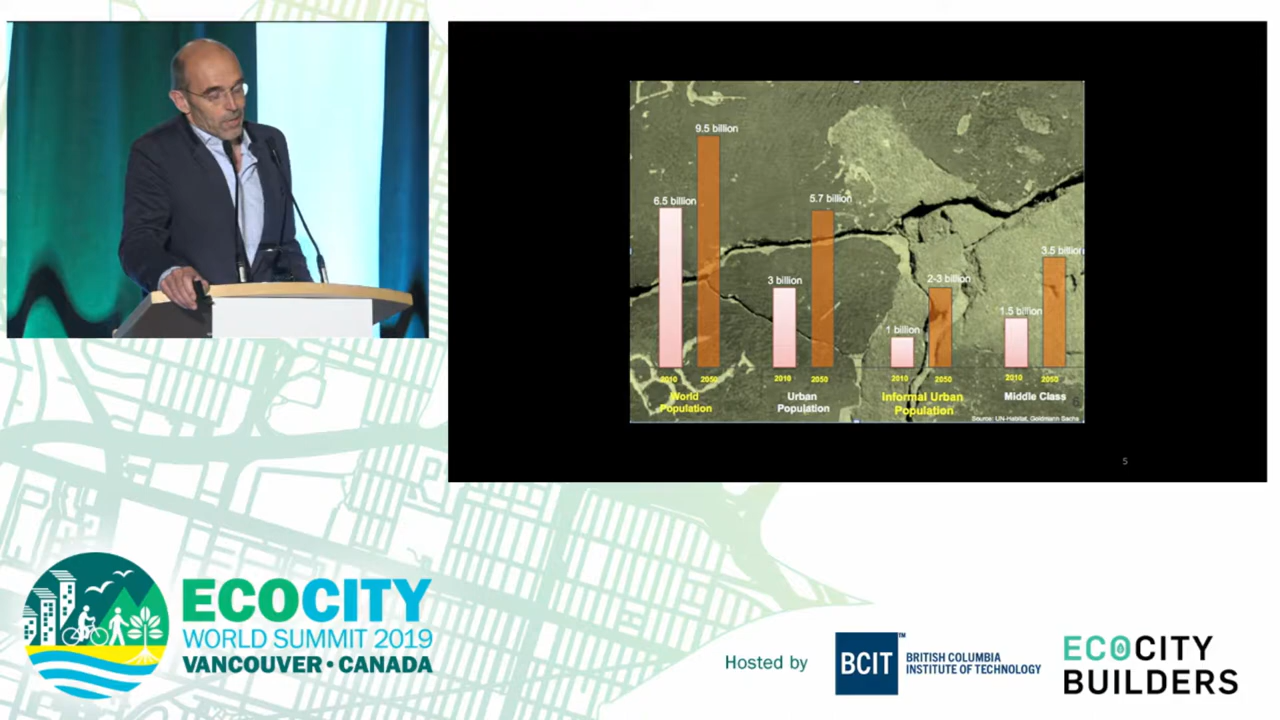 9.5 billion
6.5 billion
5.7 billion
3 billion
2-3 billion
1 billion
3.5 billion
1.5 billion
2010
2050
2010
2050
2010
2050
2010
2050
World
Population
Urban
Population
Informal Urban
Population
Middle Class
6
Source: UN-Habitat, Goldmann Sachs
5
ECOCITY
WORLD SUMMIT 2019
VANCOUVER • CANADA
Hosted by
BCIT
TM
BRITISH COLUMBIA
INSTITUTE OF TECHNOLOGY
ECOCITY
BUILDERS